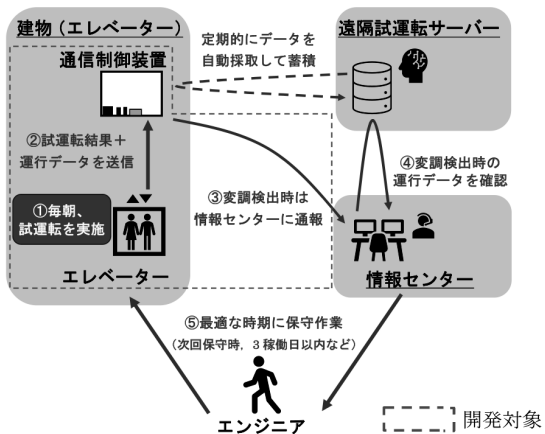 建物（エレベーター）
通信制御装置
②試運転結果＋
運行データを送信
①毎朝、
試運転を実施
エレベーター
定期的にデータを
自動採取して蓄積
遠隔試運転サーバー
③変調検出時は
情報センターに通報
④変調検出時の
運行データを確認
情報センター
⑤最適な時期に保守作業
（次回保守時，３稼働日以内など）
エンジニア
開発対象